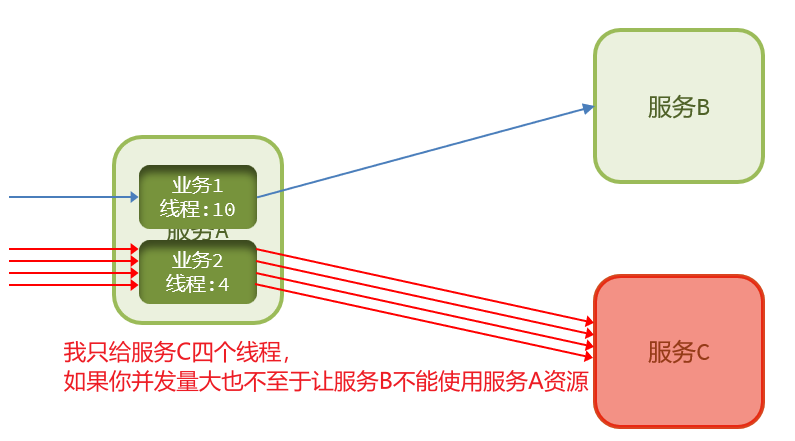 服务B
业务1
线程:10
服务A
业务2
线程:4
服务C
我只给服务C四个线程，
如果你并发量大也不至于让服务B不能使用服务A资源